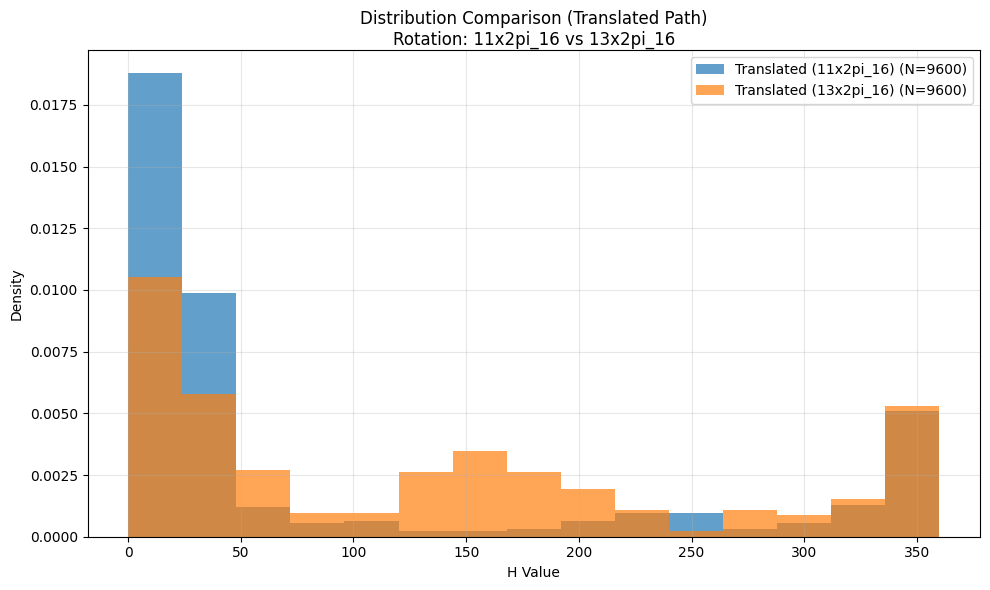 Distribution Comparison (Translated Path)
Rotation: 11x2pi_16 vs 13x2pi_16
Translated (11x2pi_16) (N=9600)
Translated (13x2pi_16) (N=9600)
Density
0.0175
0.0150
0.0125
0.0100
0.0075
0.0050
0.0025
0.0000
0 50 100 150 200 250 300 350
H Value